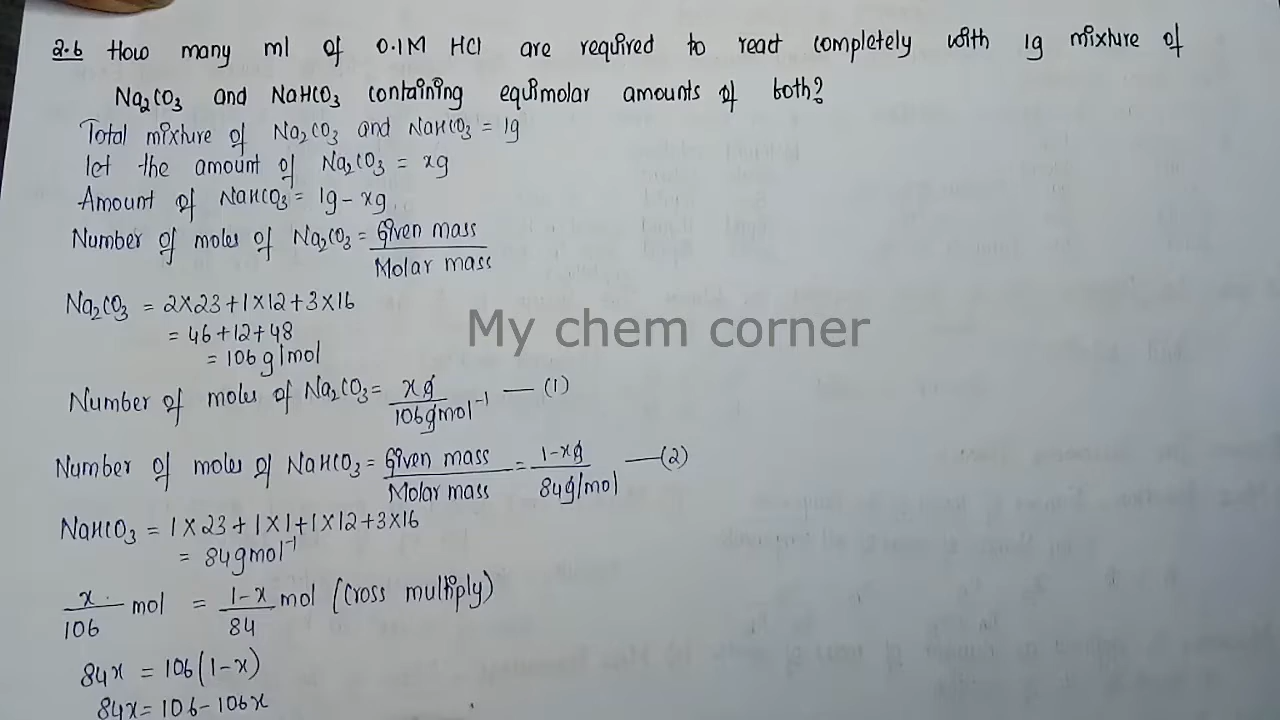 2.6 How many ml of 0.1M HCl are required to react completely with 1g mixture of
Na₂CO₃ and NaHCO₃ containing equimolar amounts of both?
Total mixture of Na₂CO₃ and NaHCO₃ = 1g
let the amount of Na₂CO₃ = xg
Amount of NaHCO₃ = 1g - xg
Number of moles of Na₂CO₃ = Given mass / Molar mass
Na₂CO₃ = 2×23+1×12+3×16
= 46+12+48
= 106 g/mol
My chem corner
Number of moles of Na₂CO₃ = xg / 106gmol⁻¹ — (1)
Number of moles of NaHCO₃ = Given mass / Molar mass = 1-xg / 84g/mol — (2)
NaHCO₃ = 1×23+1×1+1×12+3×16
= 84gmol⁻¹
x / 106 mol = 1-x / 84 mol (Cross multiply)
84x = 106(1-x)
84x = 106-106x